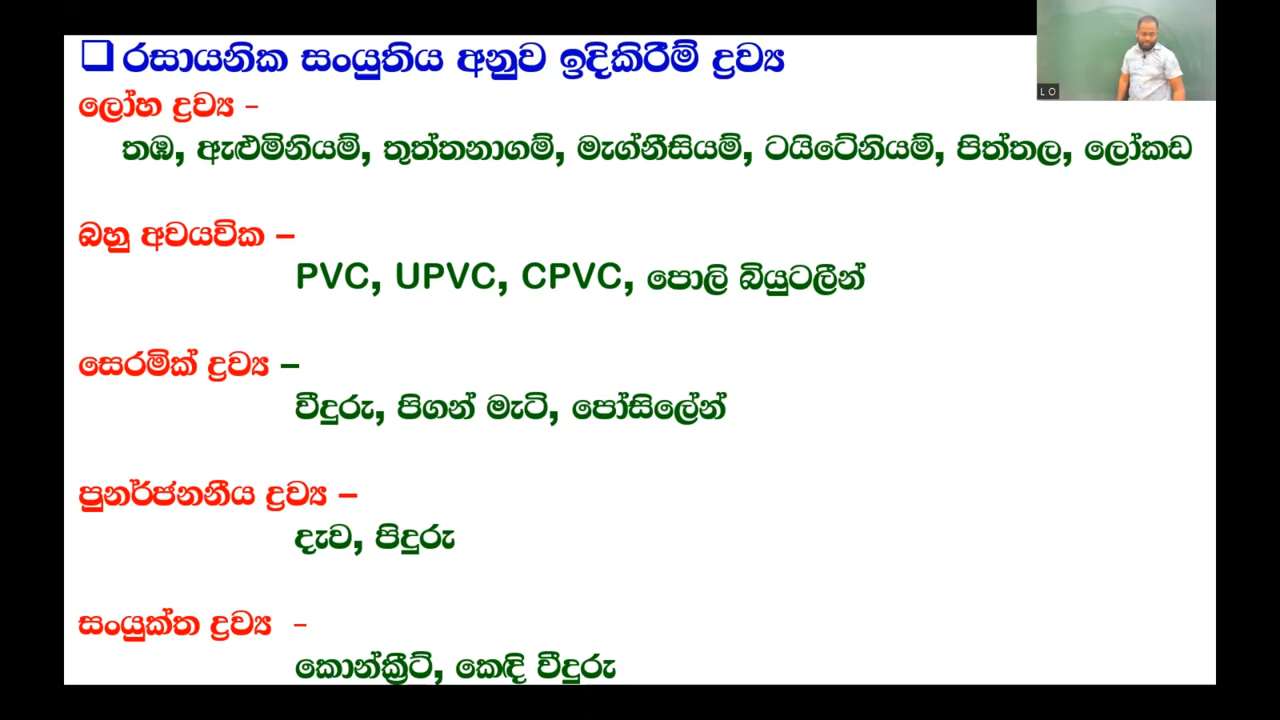 ❑ රසායනික සංයුතිය අනුව ඉදිකිරීම් ද්‍රව්‍ය
LO
ලෝහ ද්‍රව්‍ය -
තඹ, ඇළුමිනියම්, තුත්තනාගම්, මැග්නීසියම්, ටයිටේනියම්, පිත්තල, ලෝකඩ
බහු අවයවික –
PVC, UPVC, CPVC, පොලි බියුටලීන්
සෙරමික් ද්‍රව්‍ය –
වීදුරු, පිගන් මැටි, පෝසිලේන්
පුනර්ජනනීය ද්‍රව්‍ය –
දැව, පිදුරු
සංයුක්ත ද්‍රව්‍ය -
කොන්ක්‍රීට්, කෙඳි වීදුරු